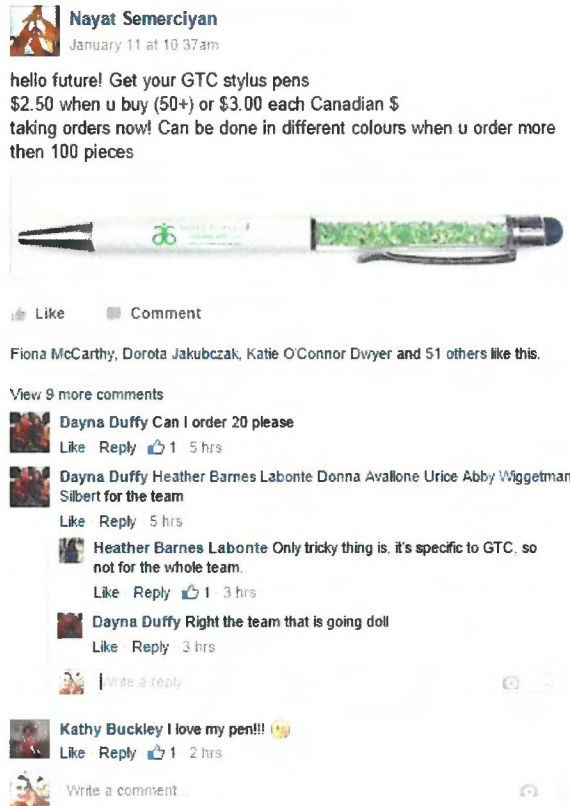 Nayat Semerciyan
January 11 at 10:37am
hello future! Get your GTC stylus pens
$2.50 when u buy (50+) or $3.00 each Canadian $
taking orders now! Can be done in different colours when u order more
then 100 pieces
Like Comment
Fiona McCarthy, Dorota Jakubczak, Katie O'Connor Dwyer and 51 others like this.
View 9 more comments
Dayna Duffy Can I order 20 please
Like Reply 1 5 hrs
Dayna Duffy Heather Barnes Labonte Donna Avallone Urice Abby Wiggetman
Silbert for the team
Like Reply 5 hrs
Heather Barnes Labonte Only tricky thing is, it's specific to GTC, so
not for the whole team.
Like Reply 1 3 hrs
Dayna Duffy Right the team that is going doll
Like Reply 3 hrs
Write a reply
Kathy Buckley I love my pen!!!
Like Reply 1 2 hrs
Write a comment...